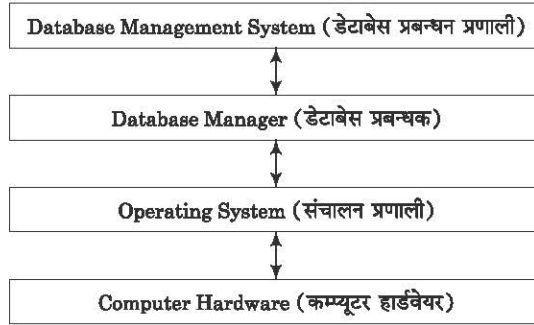 Database Management System (डेटाबेस प्रबन्धन प्रणाली)
Database Manager (डेटाबेस प्रबन्धक)
Operating System (संचालन प्रणाली)
Computer Hardware (कम्प्यूटर हार्डवेयर)